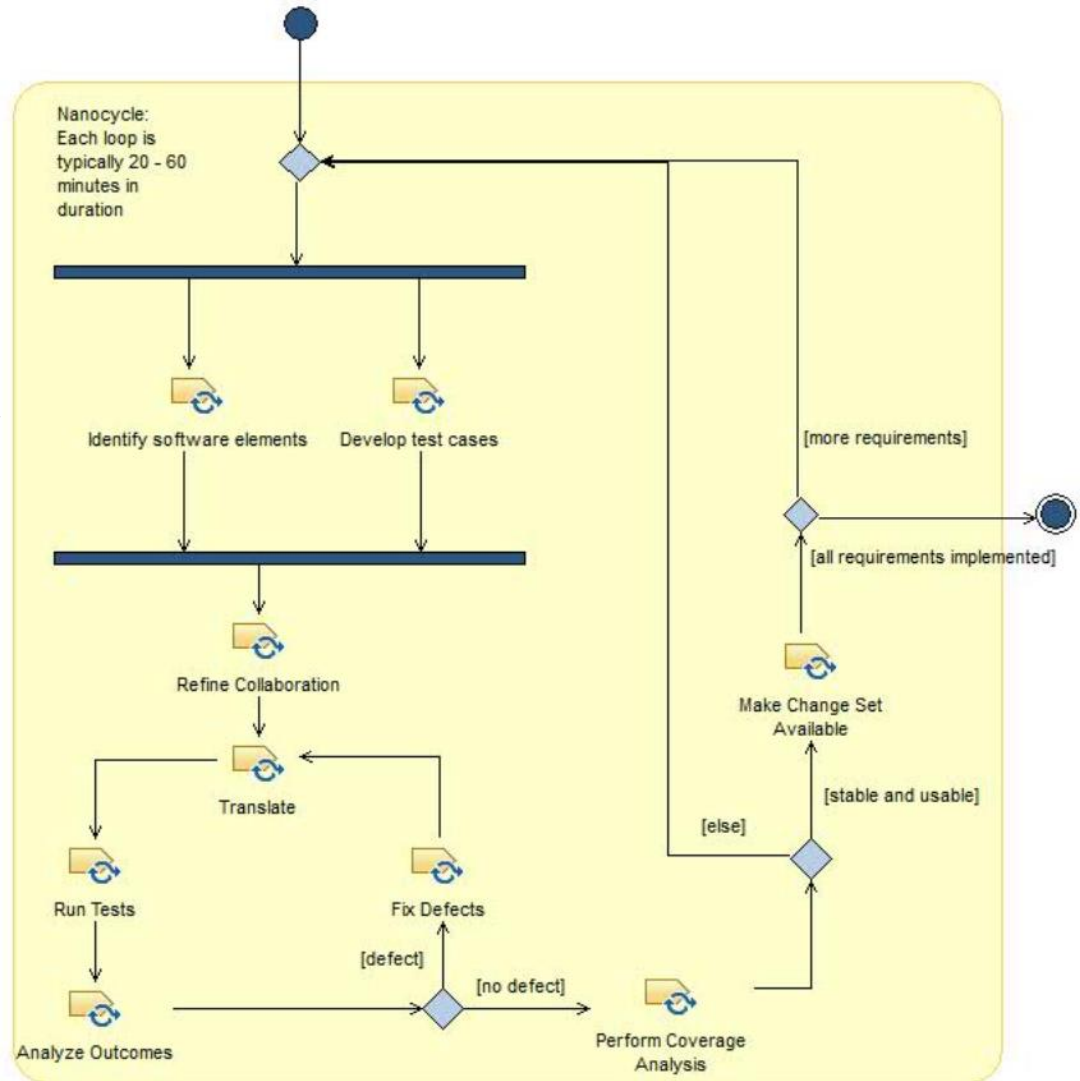 Nanocycle:
Each loop is
typically 20 - 60
minutes in
duration
Identify software elements
Develop test cases
[more requirements]
[all requirements implemented]
Refine Collaboration
Make Change Set
Available
Translate
[stable and usable]
[else]
Run Tests
Fix Defects
[defect]
[no defect]
Analyze Outcomes
Perform Coverage
Analysis